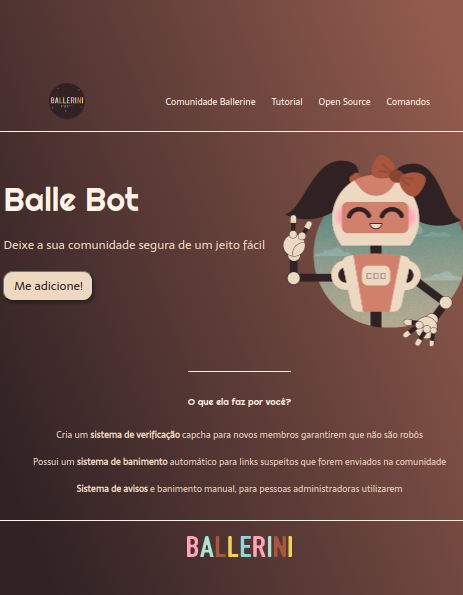 BALLERINI
Comunidade Ballerine Tutorial Open Source Comandos
Balle Bot
Deixe a sua comunidade segura de um jeito fácil
Me adicione!
O que ela faz por você?
Cria um sistema de verificação capcha para novos membros garantirem que não são robôs
Possui um sistema de banimento automático para links suspeitos que forem enviados na comunidade
Sistema de avisos e banimento manual, para pessoas administradoras utilizarem
BALLERINI